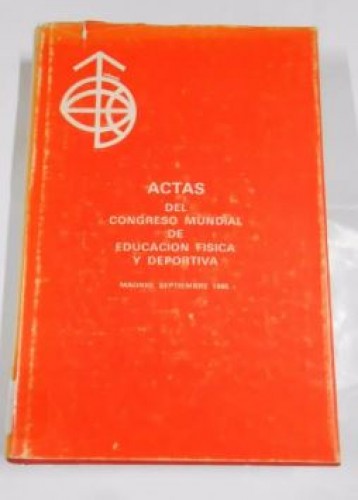 ACTAS
DEL
CONGRESO MUNDIAL
DE
EDUCACION FISICA
Y DEPORTIVA
MADRID, SEPTIEMBRE